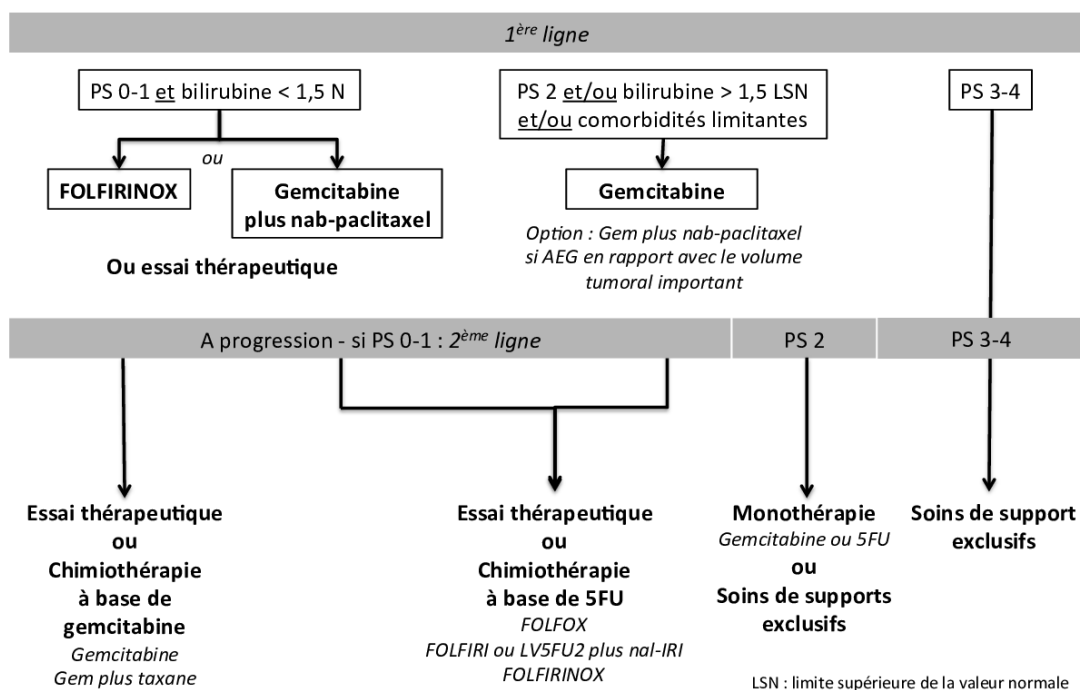 1ère ligne
PS 0-1 et bilirubine < 1,5 N
ou
FOLFIRINOX
Gemcitabine
plus nab-paclitaxel
Ou essai thérapeutique
PS 2 et/ou bilirubine > 1,5 LSN
et/ou comorbidités limitantes
Gemcitabine
Option : Gem plus nab-paclitaxel
si AEG en rapport avec le volume
tumoral important
PS 3-4
A progression - si PS 0-1 : 2ème ligne
PS 2
PS 3-4
Essai thérapeutique
ou
Chimiothérapie
à base de
gemcitabine
Gemcitabine
Gem plus taxane
Essai thérapeutique
ou
Chimiothérapie
à base de 5FU
FOLFOX
FOLFIRI ou LV5FU2 plus nal-IRI
FOLFIRINOX
Monothérapie
Gemcitabine ou 5FU
ou
Soins de supports
exclusifs
Soins de support
exclusifs
LSN : limite supérieure de la valeur normale